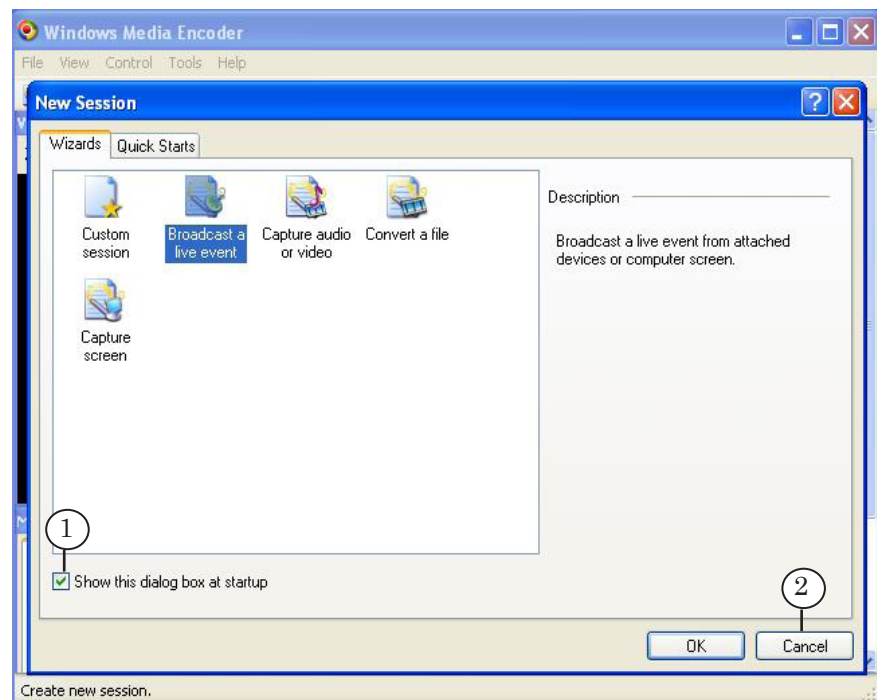 Windows Media Encoder
File View Control Tools Help
New Session
Wizards Quick Starts
Custom session
Broadcast a live event
Capture audio or video
Convert a file
Capture screen
Description
Broadcast a live event from attached
devices or computer screen.
1
Show this dialog box at startup
2
OK Cancel
Create new session.